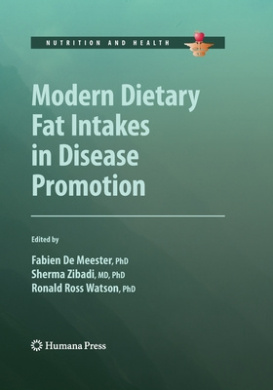 NUTRITION AND HEALTH
Modern Dietary
Fat Intakes
in Disease
Promotion
Edited by
Fabien De Meester, PhD
Sherma Zibadi, MD, PhD
Ronald Ross Watson, PhD
Humana Press